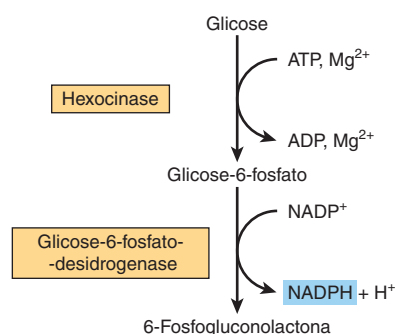 Glicose
ATP, Mg²⁺
Hexocinase
ADP, Mg²⁺
Glicose-6-fosfato
NADP⁺
Glicose-6-fosfato-
-desidrogenase
NADPH + H⁺
6-Fosfogluconolactona